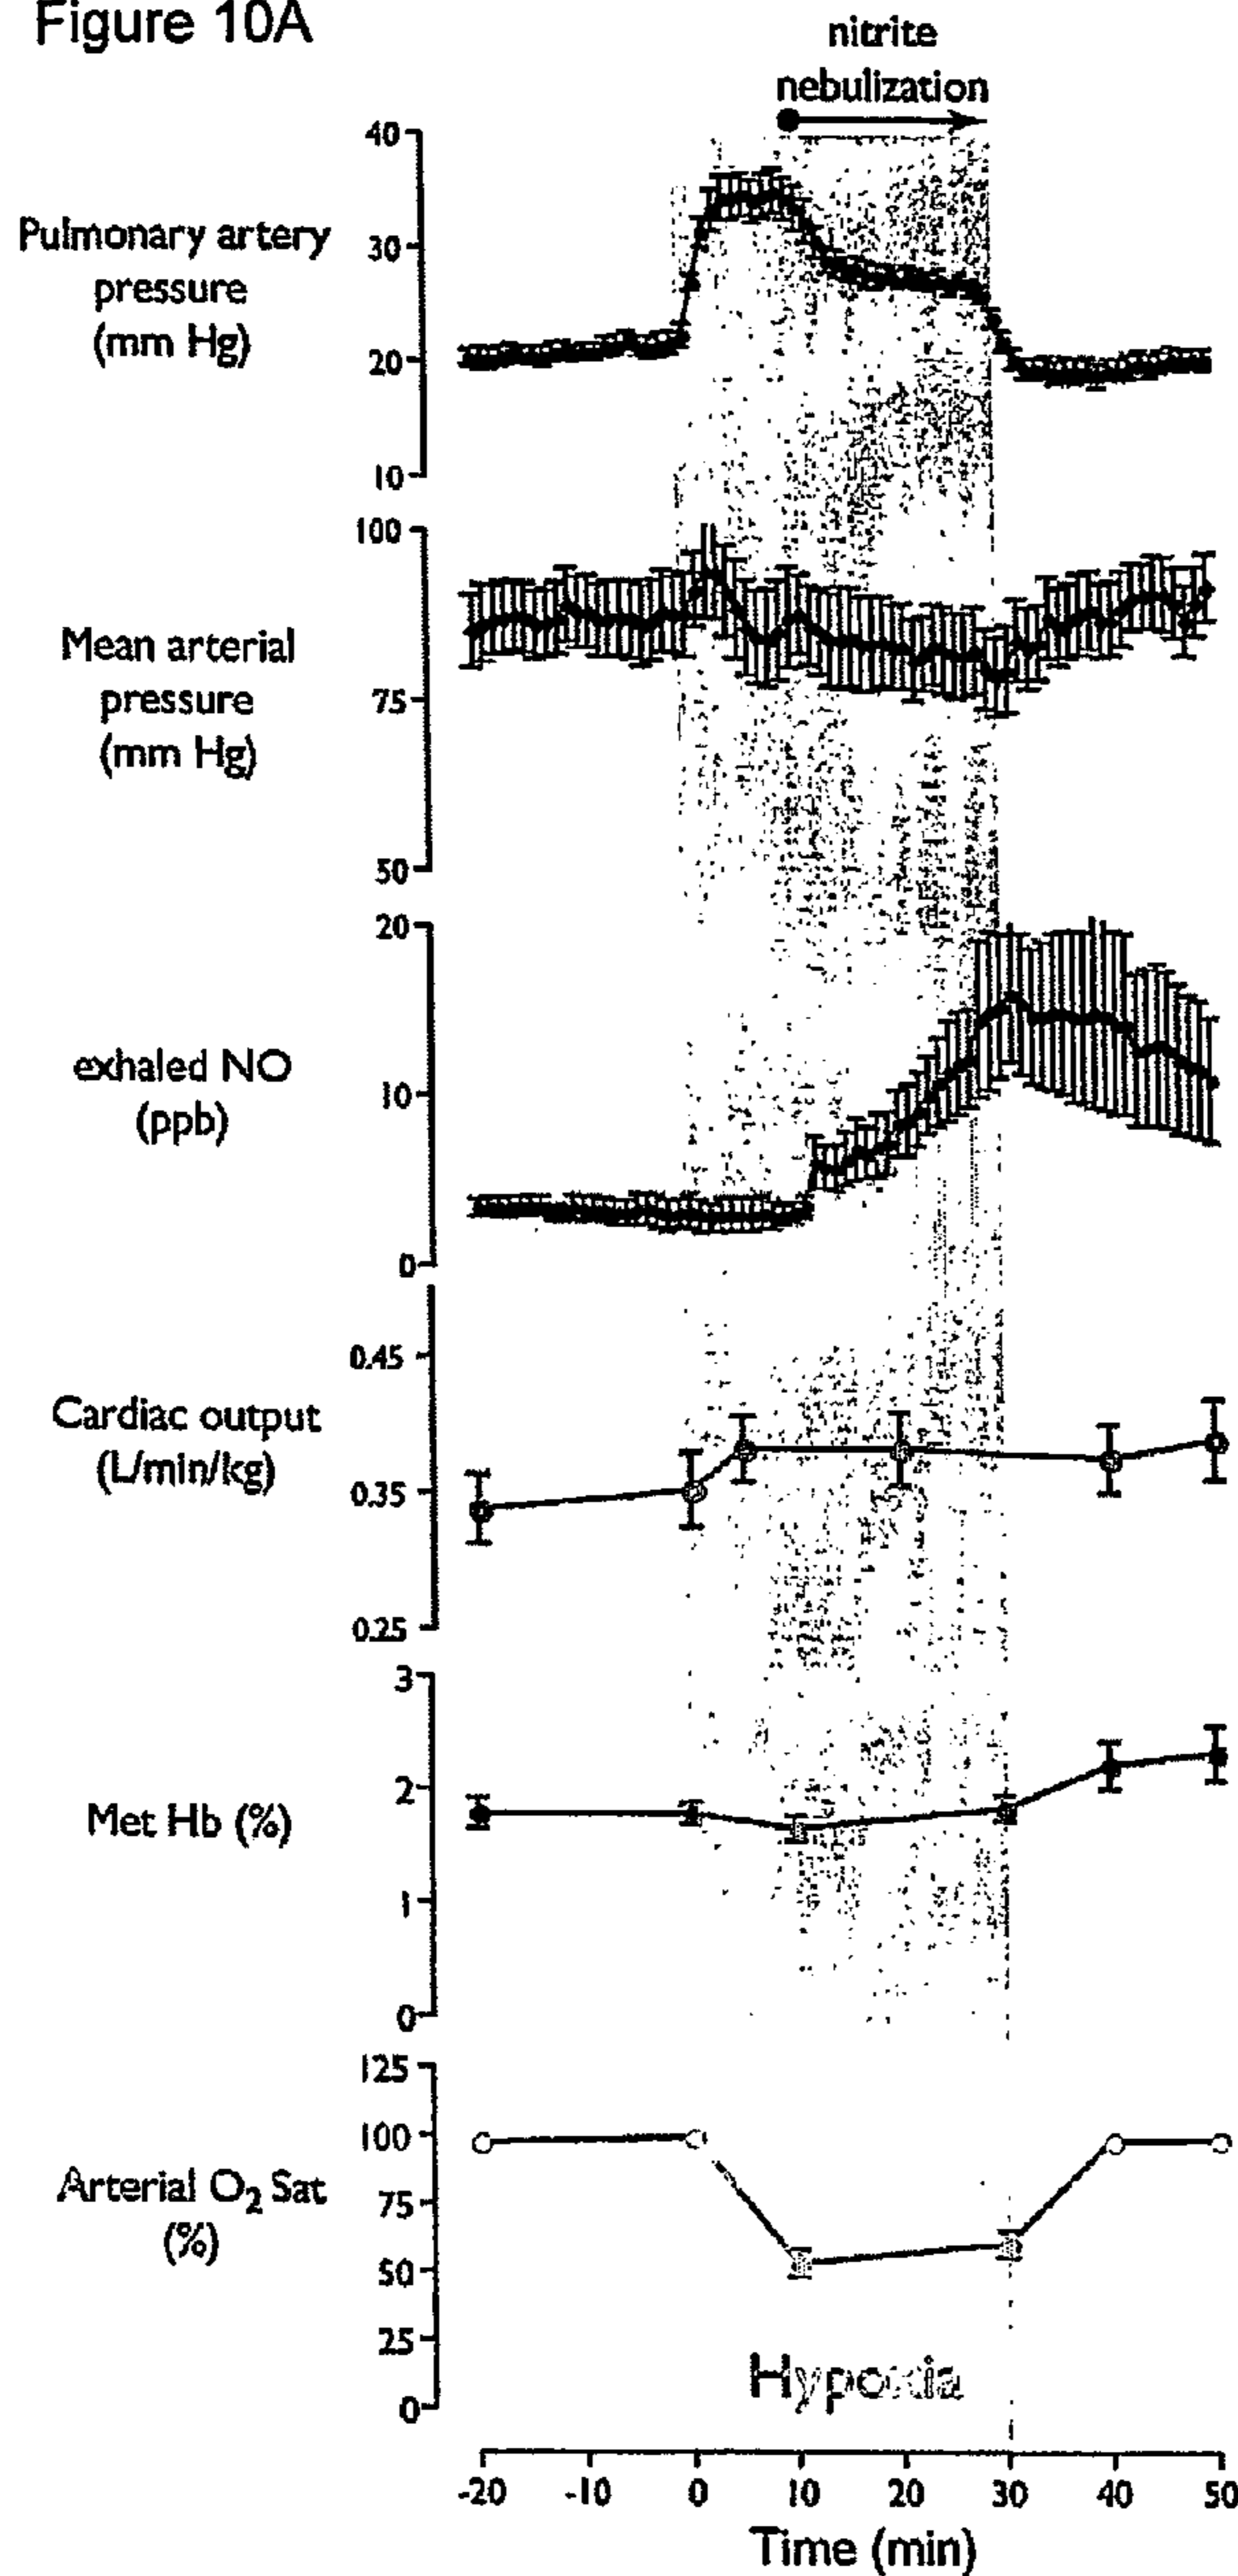 Figure 10A
nitrite
nebulization
Pulmonary artery
pressure
(mm Hg)
40
30
20
10
Mean arterial
pressure
(mm Hg)
100
75
50
exhaled NO
(ppb)
20
10
0
Cardiac output
(L/min/kg)
0.45
0.35
0.25
Met Hb (%)
3
2
1
0
Arterial O₂ Sat
(%)
125
100
75
50
25
0
Hypoxia
-20 -10 0 10 20 30 40 50
Time (min)